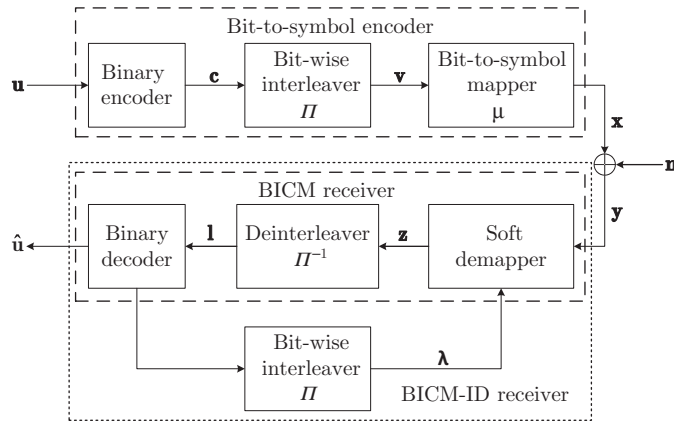 Bit-to-symbol encoder
u
Binary
encoder
c
Bit-wise
interleaver
Π
v
Bit-to-symbol
mapper
μ
x
n
y
BICM receiver
û
Binary
decoder
l
Deinterleaver
Π⁻¹
z
Soft
demapper
Bit-wise
interleaver
Π
λ
BICM-ID receiver